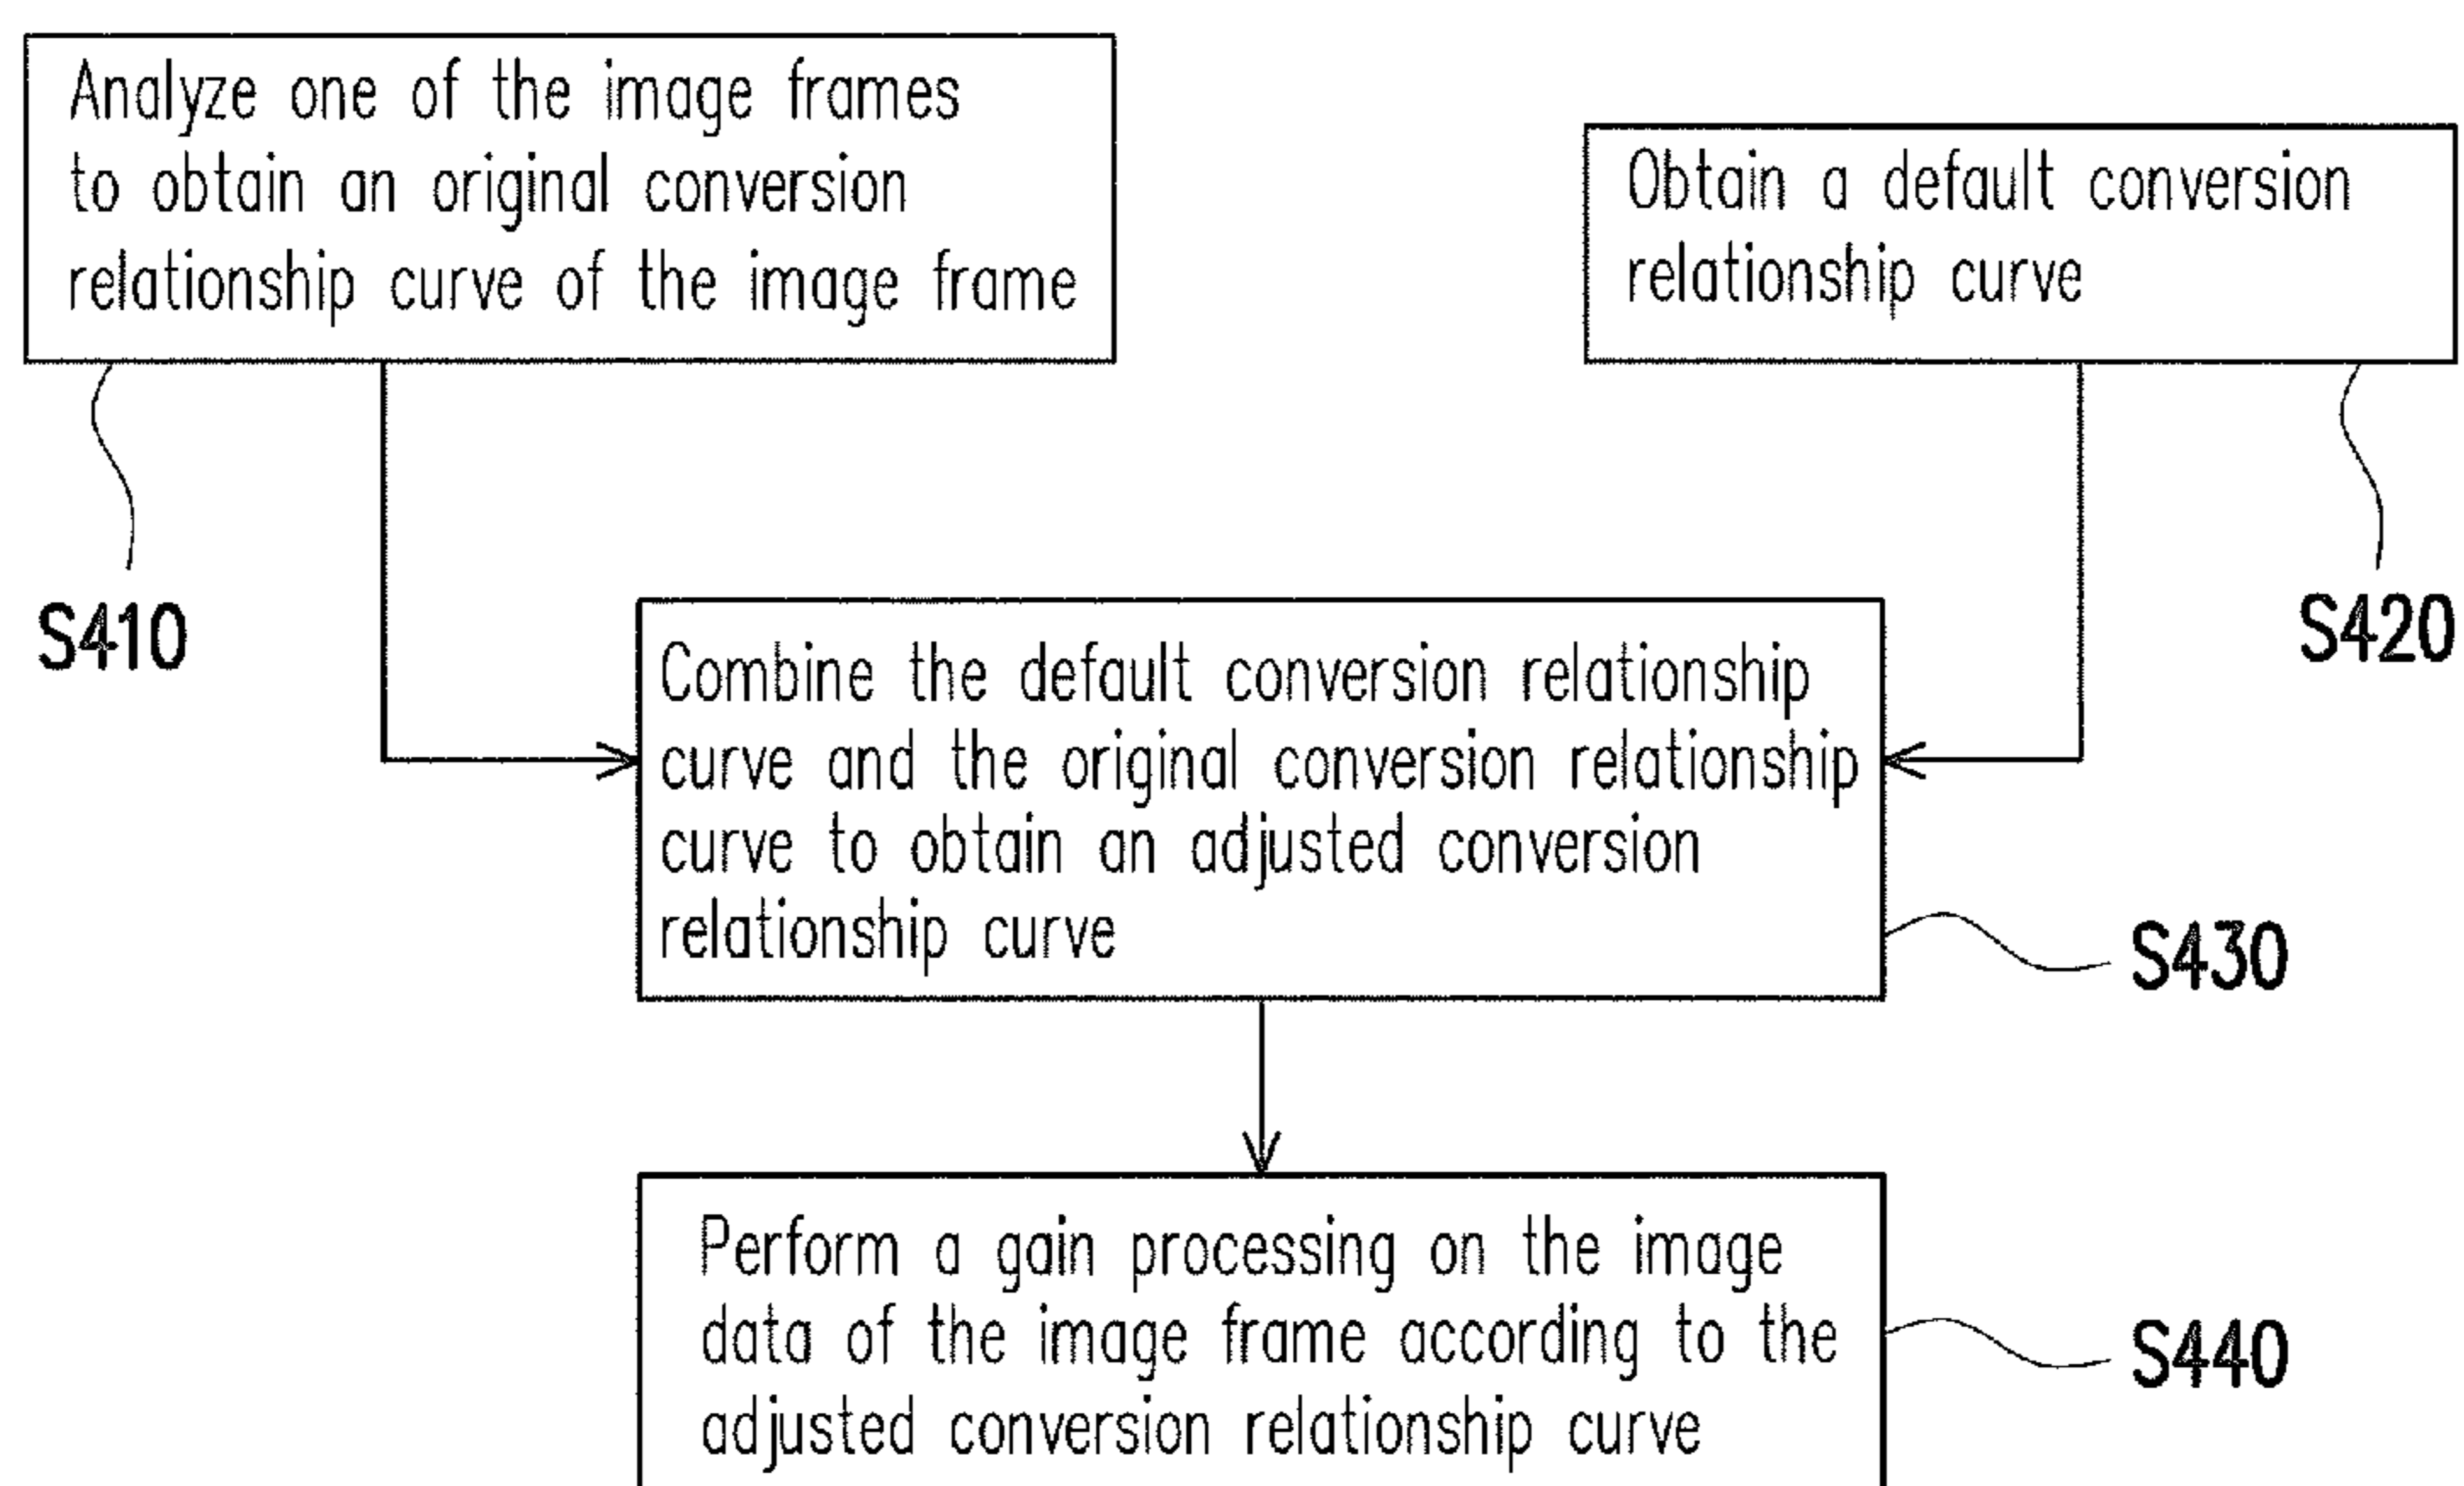 Analyze one of the image frames
to obtain an original conversion
relationship curve of the image frame
Obtain a default conversion
relationship curve
S410
S420
Combine the default conversion relationship
curve and the original conversion relationship
curve to obtain an adjusted conversion
relationship curve
S430
Perform a gain processing on the image
data of the image frame according to the
adjusted conversion relationship curve
S440